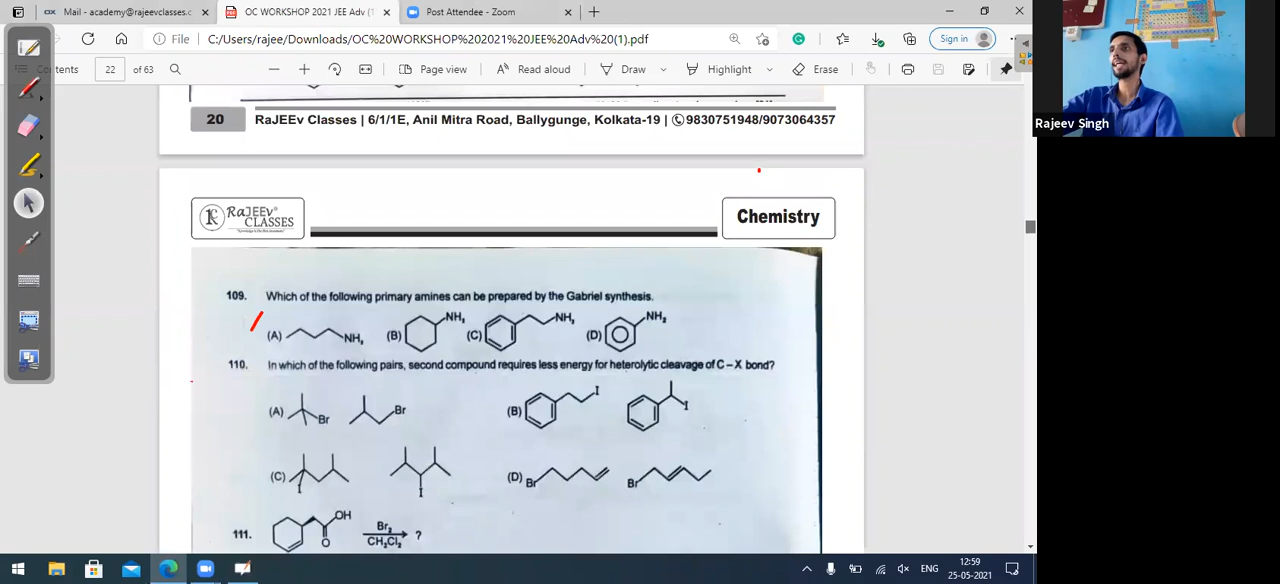 Mail - academy@rajeevclasses.c
OC WORKSHOP 2021 JEE Adv (1
Post Attendee - Zoom
File
C:/Users/rajee/Downloads/OC%20WORKSHOP%202021%20JEE%20Adv%20(1).pdf
Sign in
Contents
22 of 63
Page view
Read aloud
Draw
Highlight
Erase
20 RaJEEv Classes | 6/1/1E, Anil Mitra Road, Ballygunge, Kolkata-19 | 9830751948/9073064357
Rajeev Singh
RaJEEv
CLASSES
Chemistry
109. Which of the following primary amines can be prepared by the Gabriel synthesis.
(A) NH₂ (B) NH₂ (C) NH₂ (D) NH₂
110. In which of the following pairs, second compound requires less energy for heterolytic cleavage of C – X bond?
(A) Br Br (B) I I
(C) I I (D) Br Br
111. OH O Br₂ CH₂Cl₂ ?
ENG
12:59
25-05-2021